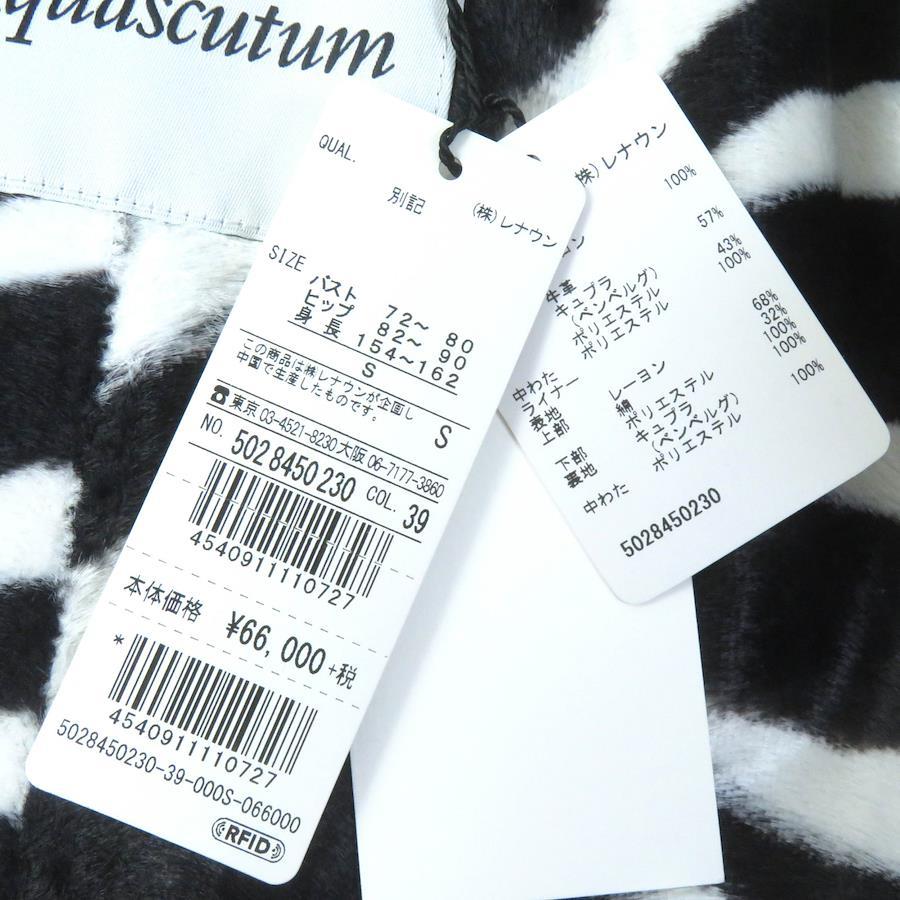 quascutum
QUAL.
別記
(株)レナウン
SIZE
バスト 72~ 80
ヒップ 82~ 90
身長 154~162
S
この商品は㈱レナウンが企画し
中国で生産したものです。
S
☎東京 03-4521-8230 大阪 06-7177-3860
NO. 5028450230 COL. 39
4540911110727
本体価格 ¥66,000+税
*
4540911110727
5028450230-39-000S-066000
RFID
株)レナウン
100%
ン 57%
牛革 43%
キュプラ 100%
(ベンベルグ)
ポリエステル 68%
ポリエステル 32%
100%
100%
中わた
ライナー
表地 レーヨン
上部 綿
ポリエステル 100%
下部 キュプラ
裏地 (ベンベルグ)
中わた ポリエステル
5028450230